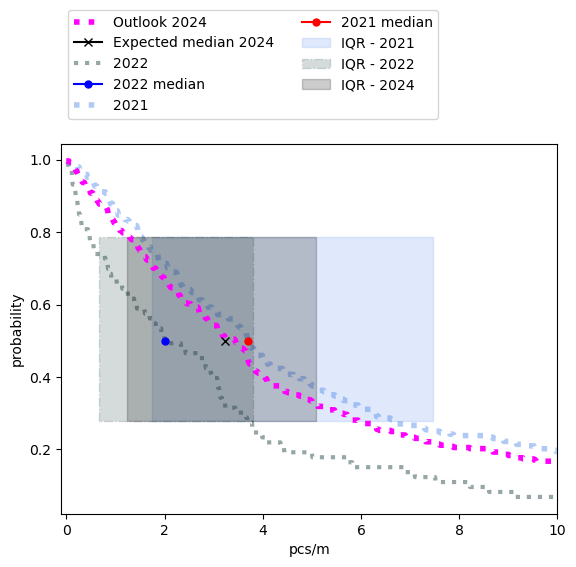 Outlook 2024
Expected median 2024
2022
2022 median
2021
2021 median
IQR - 2021
IQR - 2022
IQR - 2024
1.0
0.8
0.6
0.4
0.2
probability
0 2 4 6 8 10
pcs/m